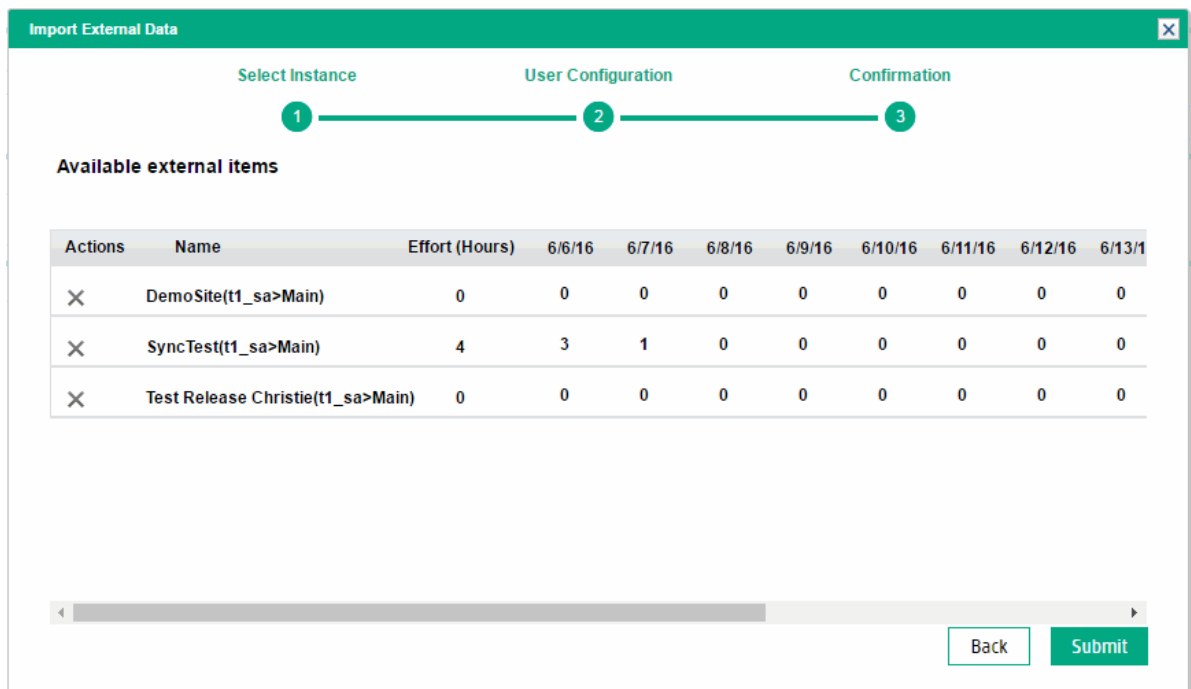 Import External Data
Select Instance User Configuration Confirmation
1 2 3
Available external items
Actions Name Effort (Hours) 6/6/16 6/7/16 6/8/16 6/9/16 6/10/16 6/11/16 6/12/16 6/13/1
DemoSite(t1_sa>Main) 0 0 0 0 0 0 0 0 0
SyncTest(t1_sa>Main) 4 3 1 0 0 0 0 0 0
Test Release Christie(t1_sa>Main) 0 0 0 0 0 0 0 0 0
Back Submit